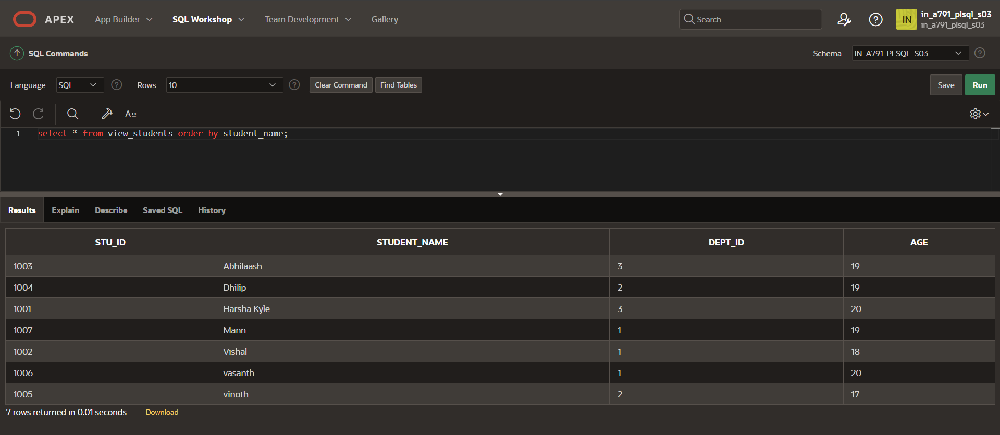 APEX App Builder SQL Workshop Team Development Gallery Search IN in_a791_plsql_s03
in_a791_plsql_s03
SQL Commands Schema IN_A791_PLSQL_S03
Language SQL Rows 10 Clear Command Find Tables Save Run
A::
1 select * from view_students order by student_name;
Results Explain Describe Saved SQL History
STU_ID STUDENT_NAME DEPT_ID AGE
1003 Abhilaash 3 19
1004 Dhilip 2 19
1001 Harsha Kyle 3 20
1007 Mann 1 19
1002 Vishal 1 18
1006 vasanth 1 20
1005 vinoth 2 17
7 rows returned in 0.01 seconds Download